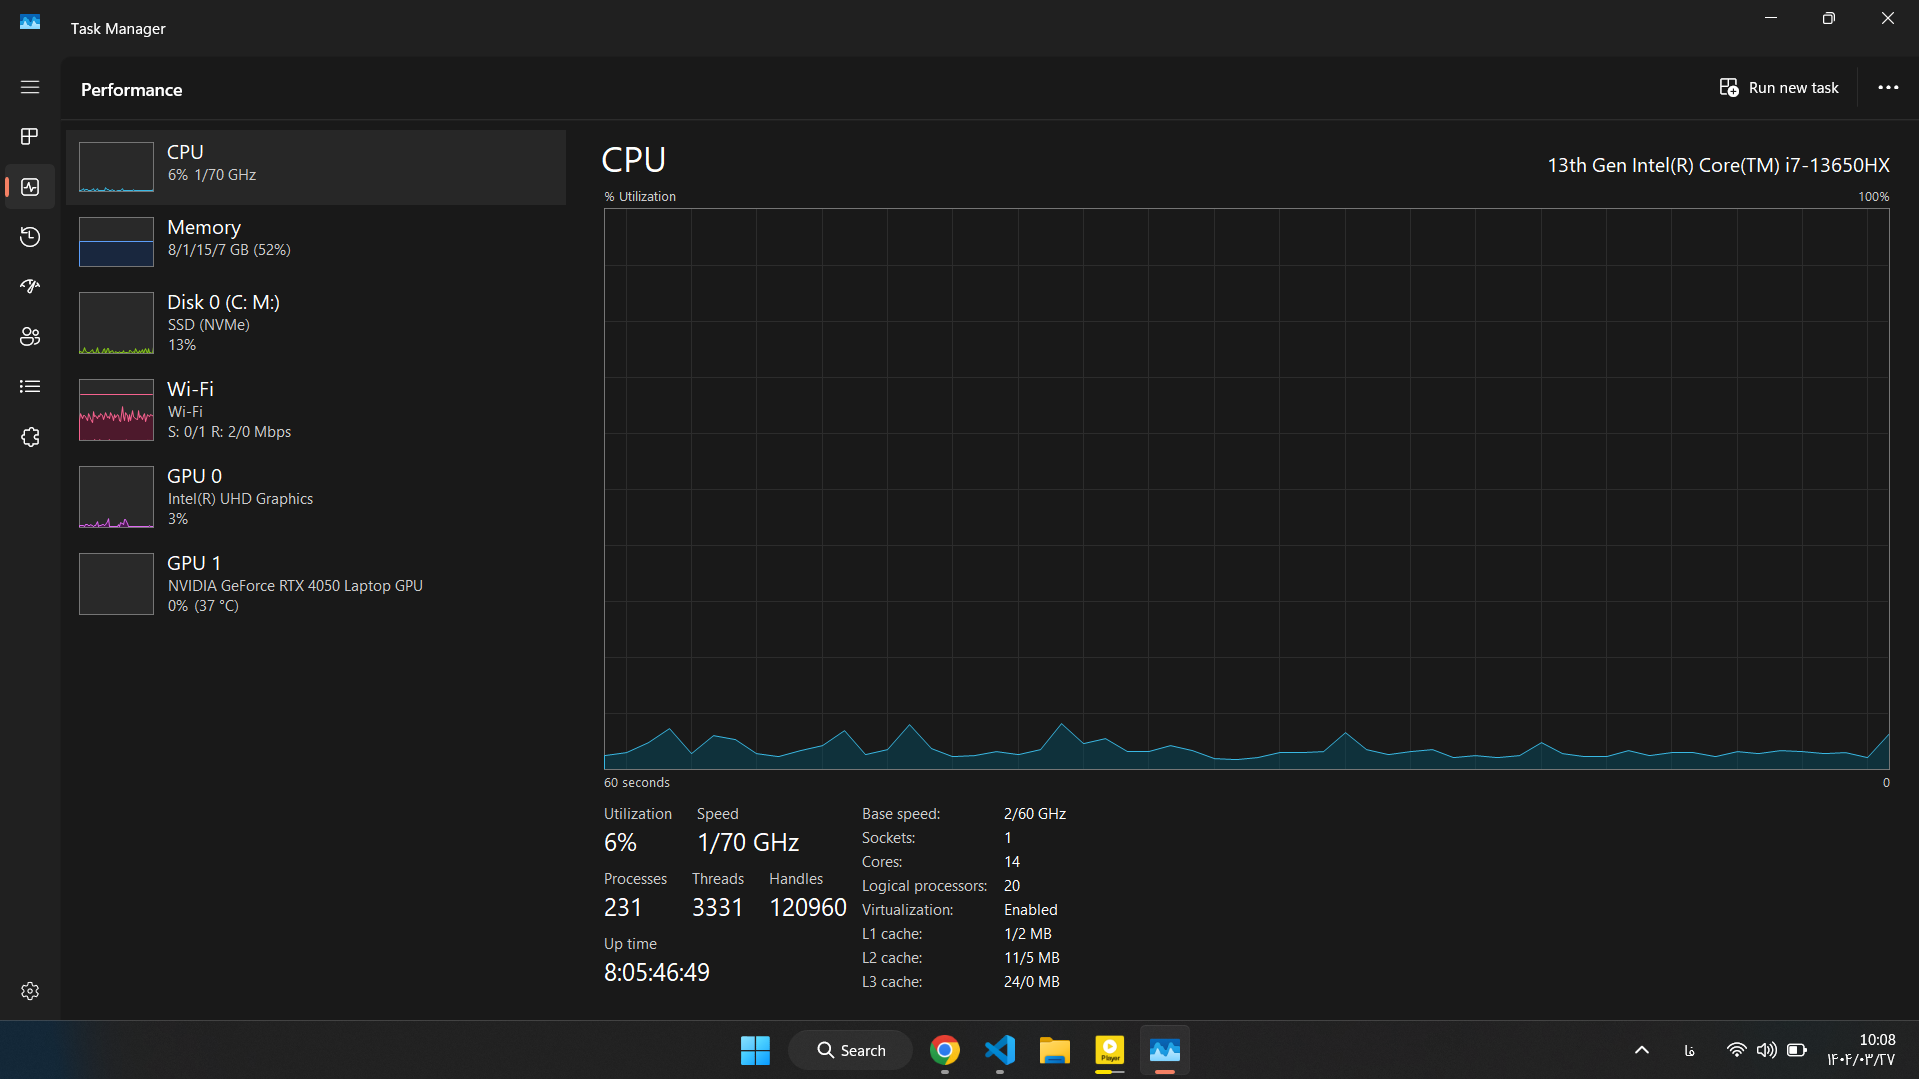 Task Manager
Performance
Run new task
CPU
6% 1/70 GHz
Memory
8/1/15/7 GB (52%)
Disk 0 (C: M:)
SSD (NVMe)
13%
Wi-Fi
Wi-Fi
S: 0/1 R: 2/0 Mbps
GPU 0
Intel(R) UHD Graphics
3%
GPU 1
NVIDIA GeForce RTX 4050 Laptop GPU
0% (37 °C)
CPU
13th Gen Intel(R) Core(TM) i7-13650HX
% Utilization
100%
60 seconds
0
Utilization
6%
Speed
1/70 GHz
Processes
231
Threads
3331
Handles
120960
Up time
8:05:46:49
Base speed: 2/60 GHz
Sockets: 1
Cores: 14
Logical processors: 20
Virtualization: Enabled
L1 cache: 1/2 MB
L2 cache: 11/5 MB
L3 cache: 24/0 MB
Search
Player
فا
10:08
۱۴۰۴/۰۳/۲۷